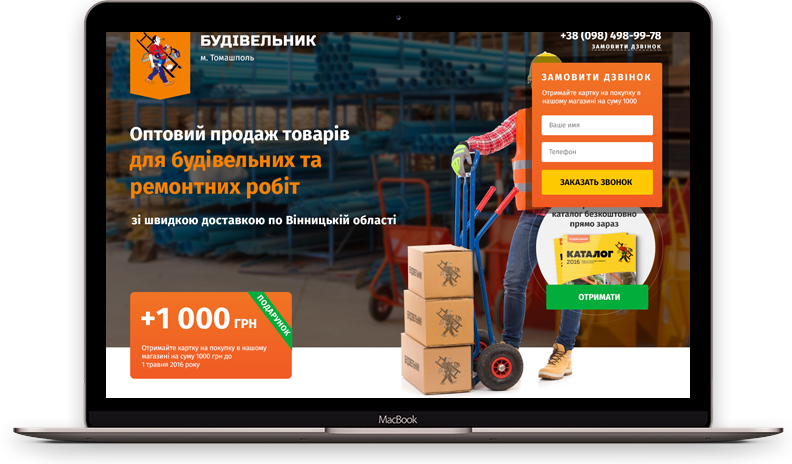 БУДІВЕЛЬНИК
м. Томашполь
+38 (098) 498-99-78
ЗАМОВИТИ ДЗВІНОК
ЗАМОВИТИ ДЗВІНОК
Отримайте картку на покупку в
нашому магазині на суму 1000
Ваше имя
Телефон
ЗАКАЗАТЬ ЗВОНОК
Оптовий продаж товарів
для будівельних та
ремонтних робіт
зі швидкою доставкою по Вінницькій області
каталог безкоштовно
прямо зараз
КАТАЛОГ
2016
ОТРИМАТИ
БУДІВЕЛЬНИК
БУДІВЕЛЬНИК
БУДІВЕЛЬНИК
ПОДАРУНОК
+1 000 ГРН
Отримайте картку на покупку в нашому
магазині на суму 1000 грн до
1 травня 2016 року
MacBook